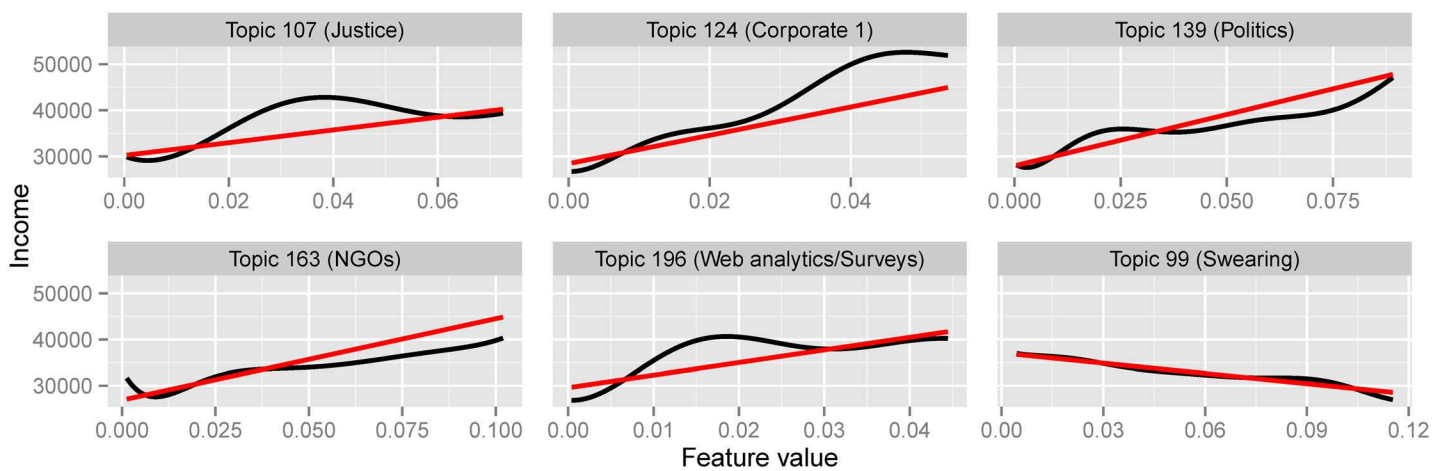 Topic 107 (Justice) Topic 124 (Corporate 1) Topic 139 (Politics)
50000
40000
30000
0.00 0.02 0.04 0.06 0.00 0.02 0.04 0.000 0.025 0.050 0.075
Income
Topic 163 (NGOs) Topic 196 (Web analytics/Surveys) Topic 99 (Swearing)
50000
40000
30000
0.000 0.025 0.050 0.075 0.100 0.00 0.01 0.02 0.03 0.04 0.00 0.03 0.06 0.09 0.12
Feature value